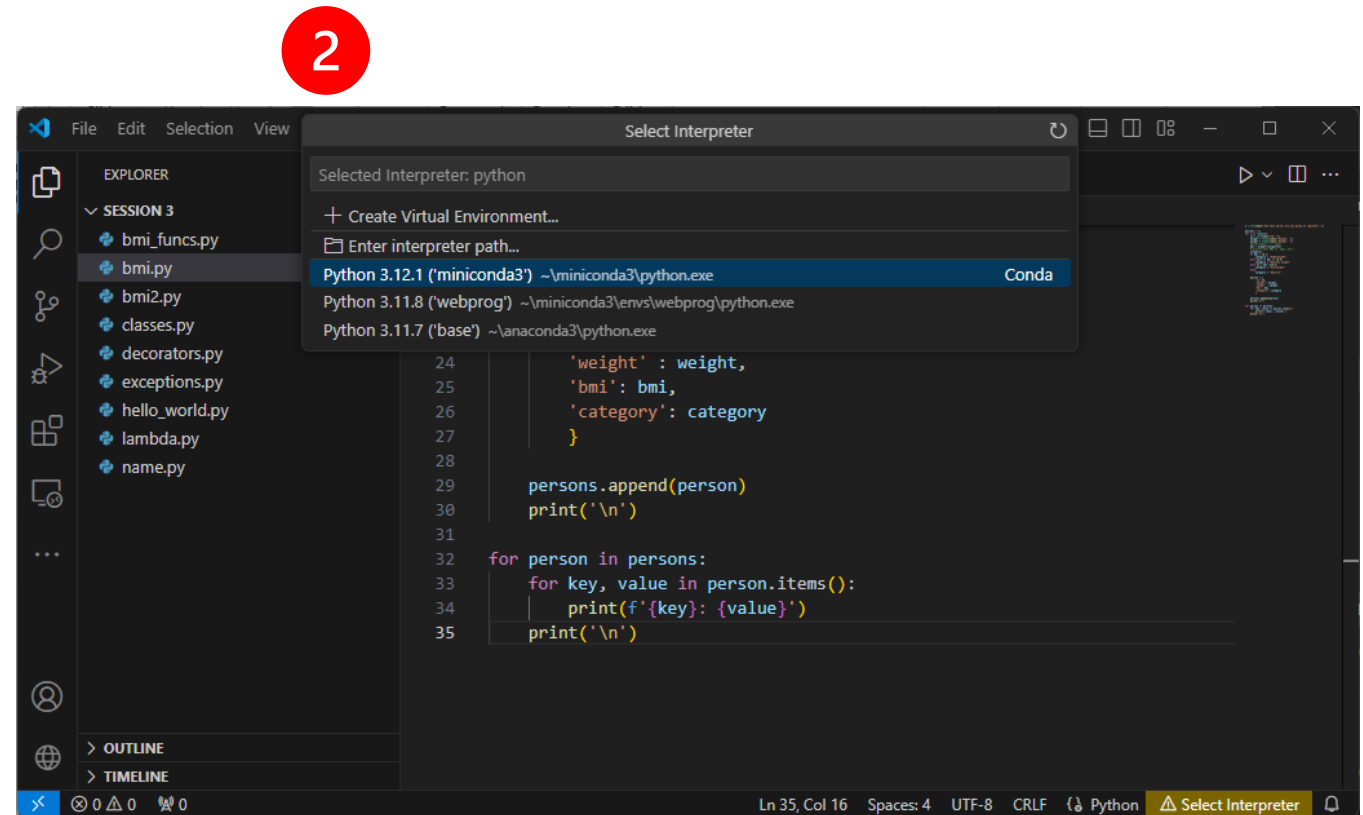 2
File Edit Selection View
Select Interpreter
EXPLORER
Selected Interpreter: python
SESSION 3
Create Virtual Environment...
bmi_funcs.py
Enter interpreter path...
bmi.py
Python 3.12.1 ('miniconda3') ~\miniconda3\python.exe Conda
bmi2.py
Python 3.11.8 ('webprog') ~\miniconda3\envs\webprog\python.exe
classes.py
Python 3.11.7 ('base') ~\anaconda3\python.exe
decorators.py
exceptions.py
hello_world.py
lambda.py
name.py
24 'weight' : weight,
25 'bmi': bmi,
26 'category': category
27 }
28
29 persons.append(person)
30 print('\n')
31
32 for person in persons:
33 for key, value in person.items():
34 print(f'{key}: {value}')
35 print('\n')
OUTLINE
TIMELINE
0 0 0 Ln 35, Col 16 Spaces: 4 UTF-8 CRLF Python Select Interpreter